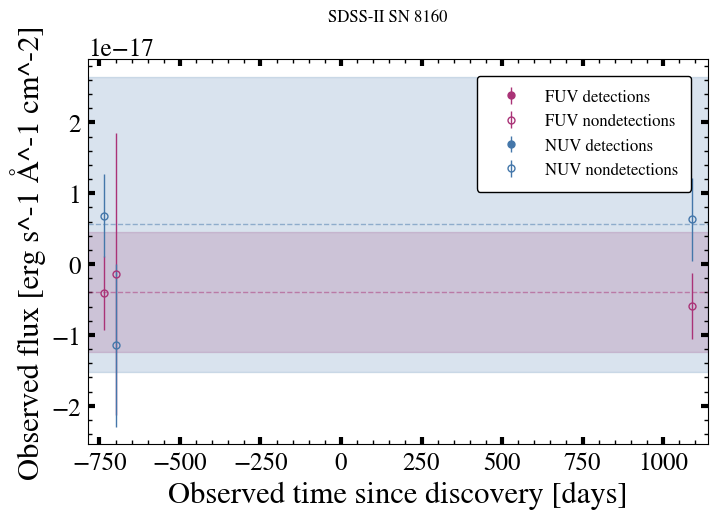 SDSS-II SN 8160
1e−17
Observed flux [erg s^-1 Å^-1 cm^-2]
2
1
0
−1
−2
FUV detections
FUV nondetections
NUV detections
NUV nondetections
−750 −500 −250 0 250 500 750 1000
Observed time since discovery [days]